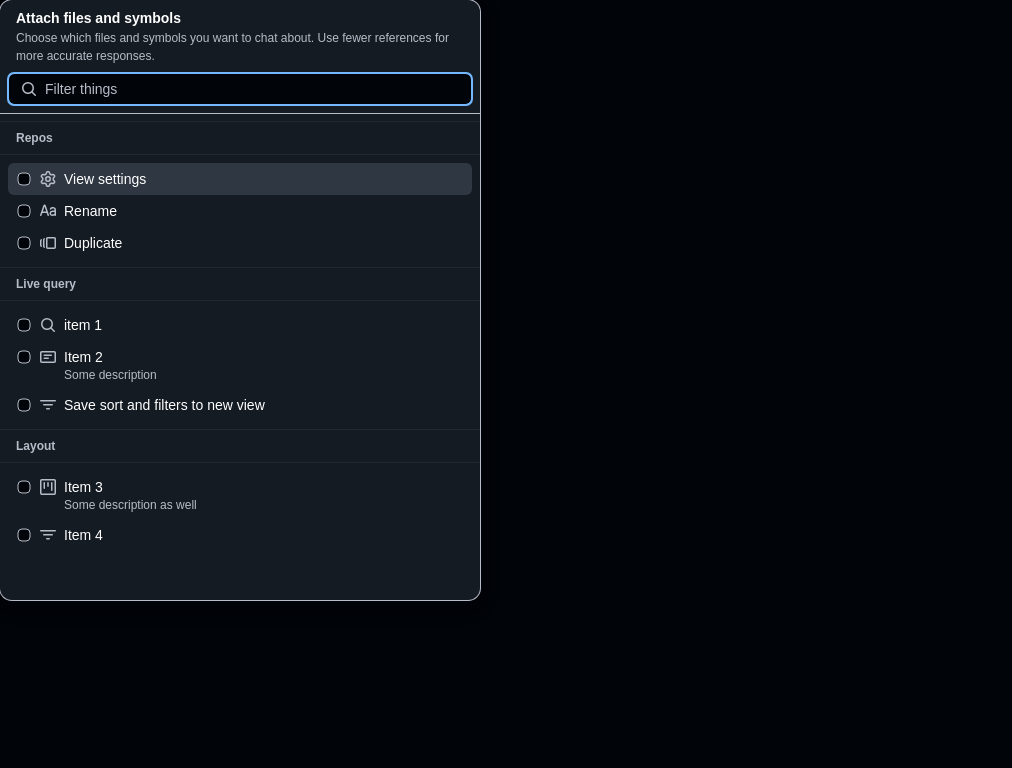 Attach files and symbols
Choose which files and symbols you want to chat about. Use fewer references for
more accurate responses.
Filter things
Repos
View settings
Rename
Duplicate
Live query
item 1
Item 2
Some description
Save sort and filters to new view
Layout
Item 3
Some description as well
Item 4